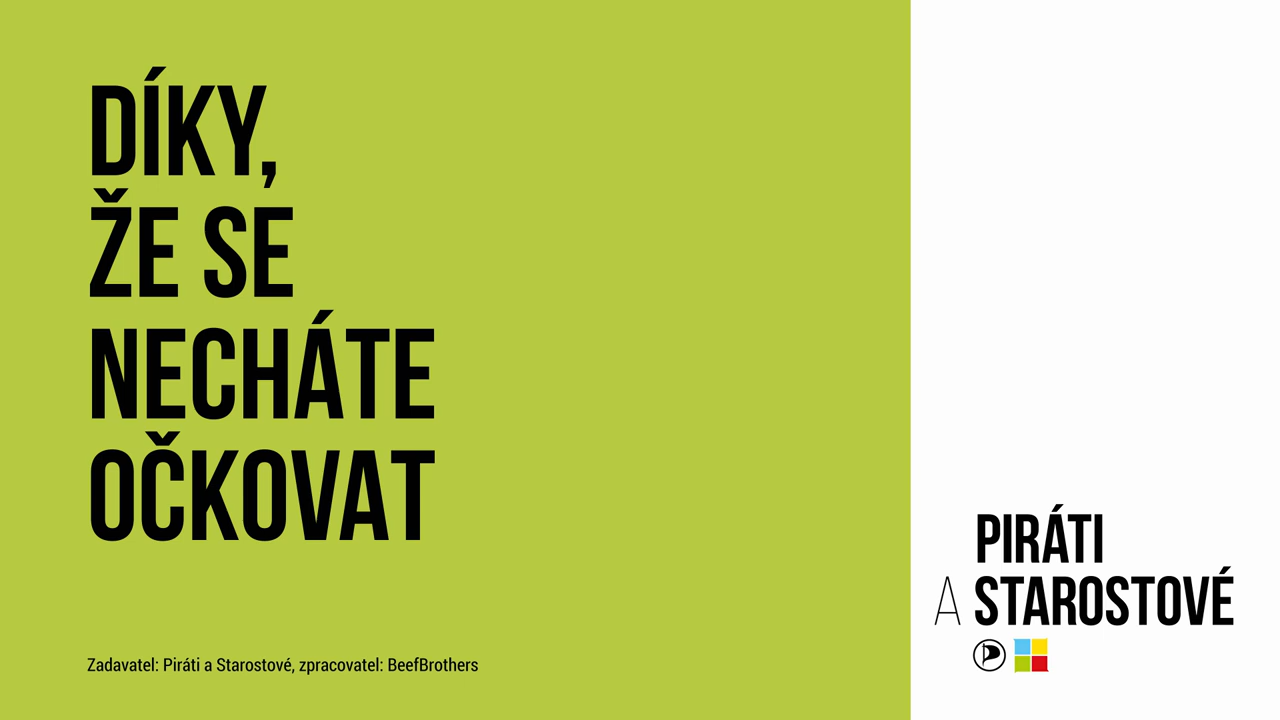 DÍKY,
ŽE SE
NECHÁTE
OČKOVAT
Zadavatel: Piráti a Starostové, zpracovatel: BeefBrothers
PIRÁTI
A STAROSTOVÉ